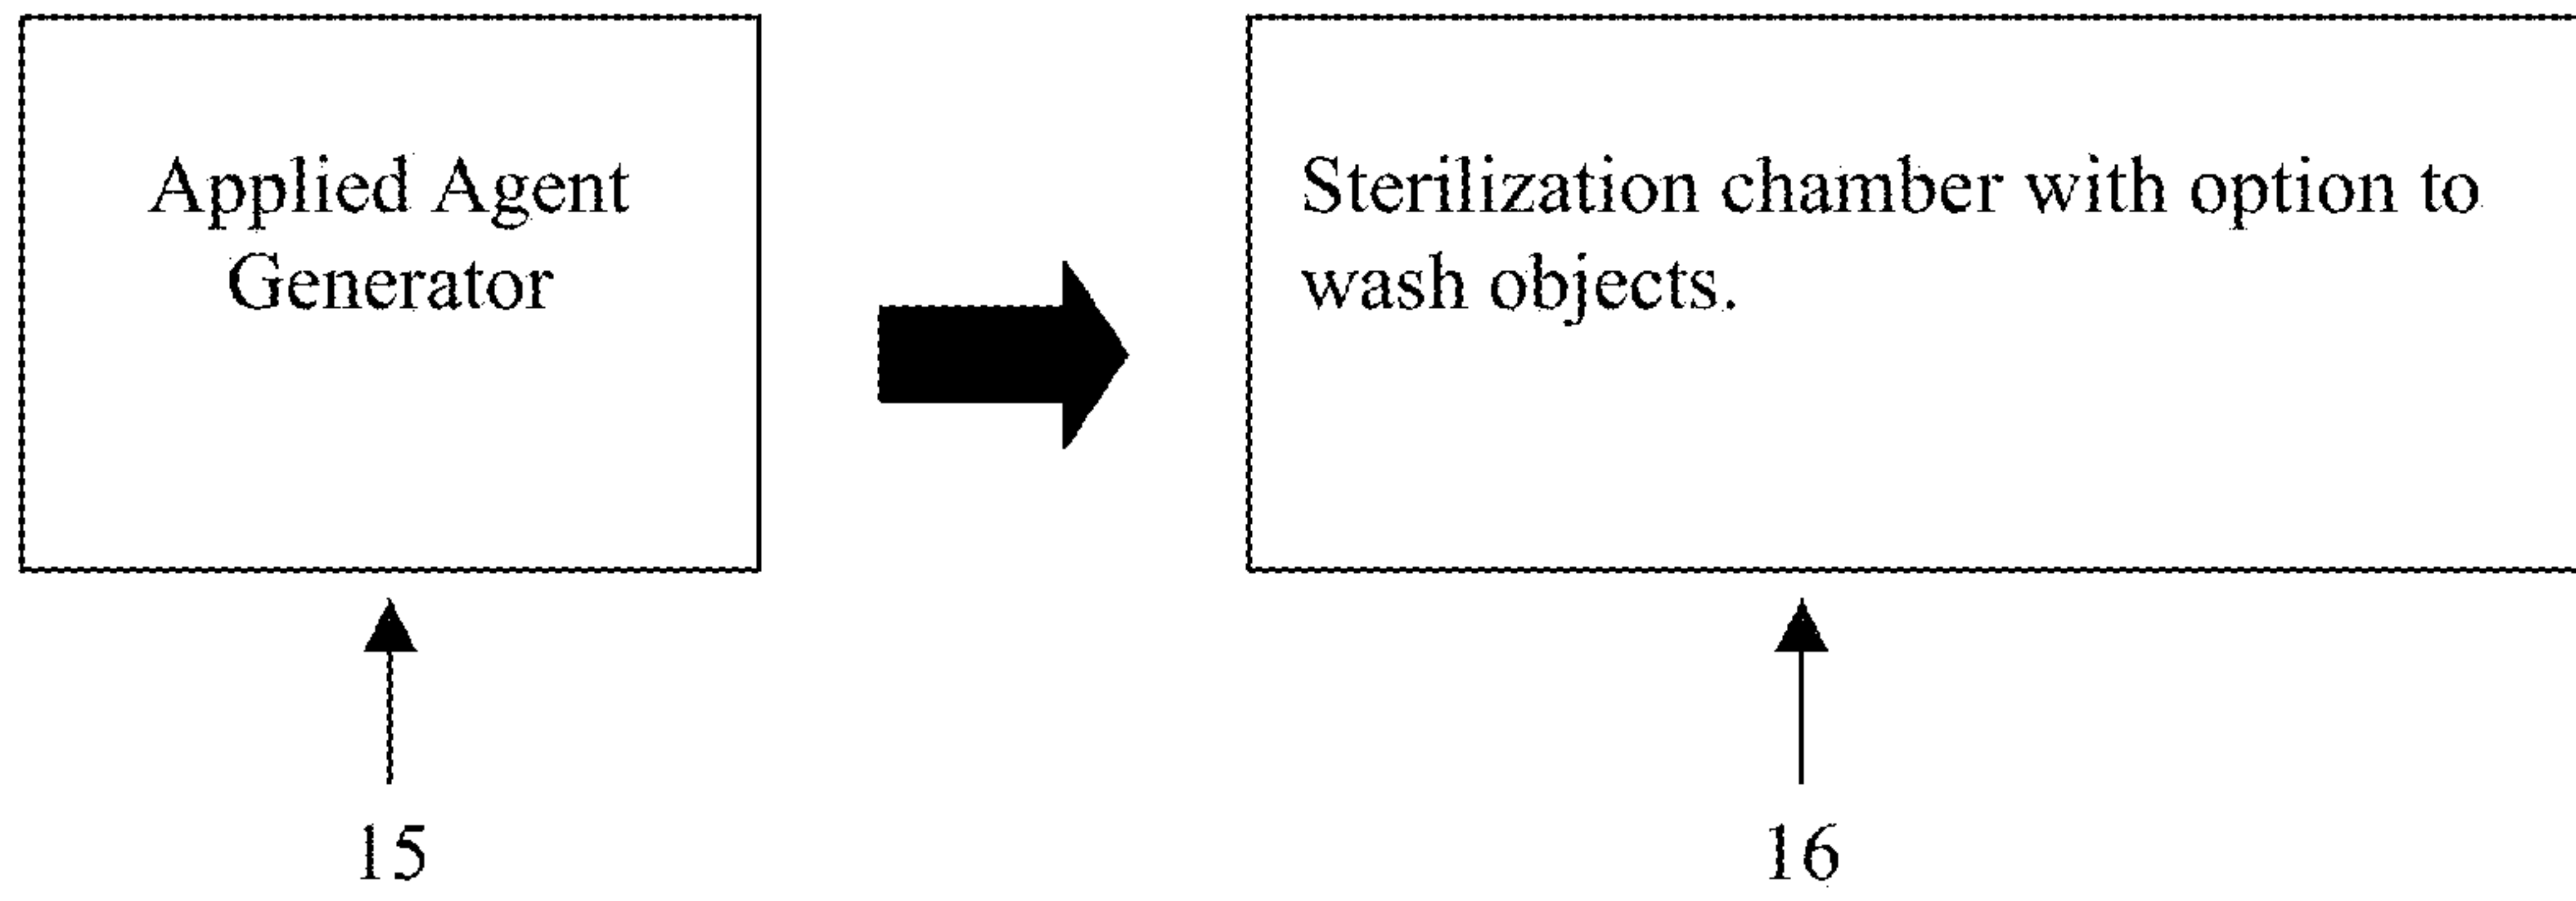 Applied Agent
Generator
Sterilization chamber with option to
wash objects.
15
16